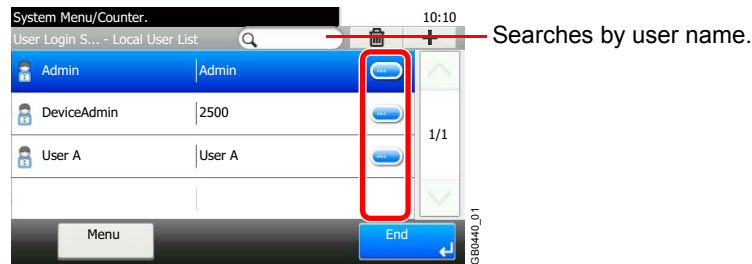 System Menu/Counter.
10:10
User Login S... - Local User List
Searches by user name.
Admin Admin
DeviceAdmin 2500
1/1
User A User A
Menu
End
GB0440_01